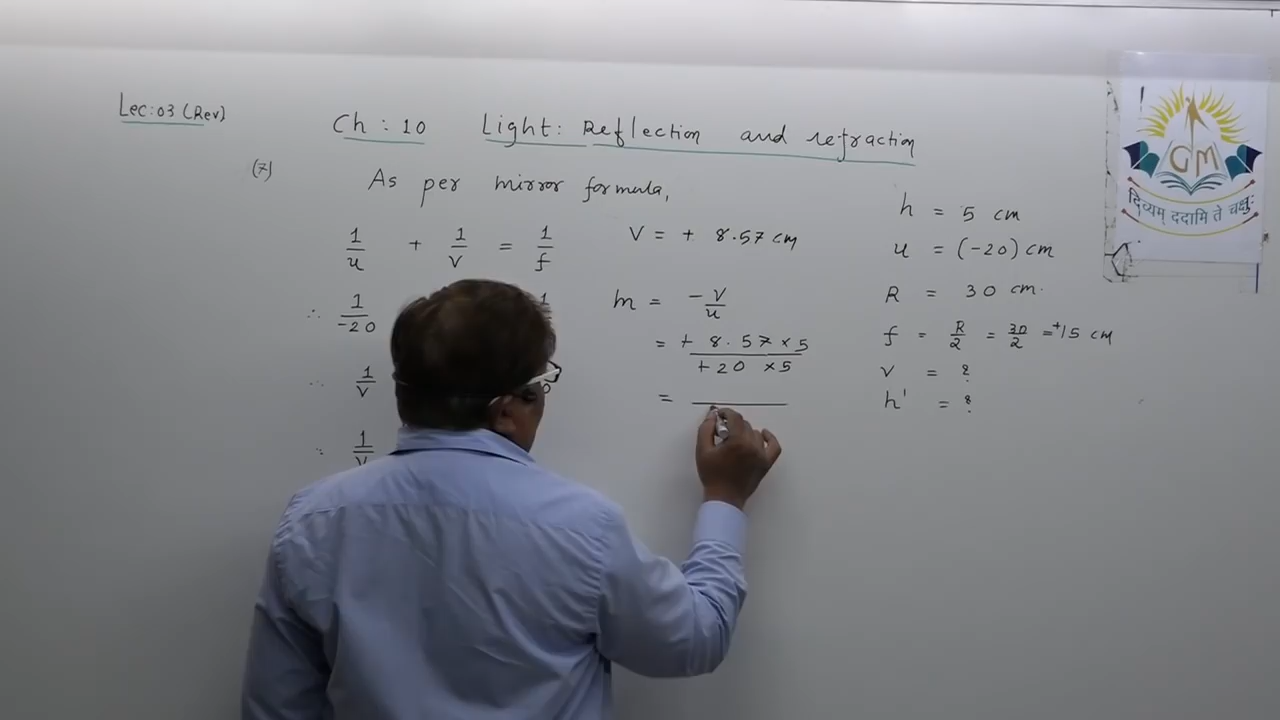 Lec:03 (Rev)
Ch : 10 Light: Reflection and refraction
(7) As per mirror formula,
1/u + 1/v = 1/f
∴ 1/-20
∴ 1/v
∴ 1/v
V = + 8.57 cm
m = -v/u
= + 8.57 × 5 / +20 × 5
=
h = 5 cm
u = (-20) cm
R = 30 cm.
f = R/2 = 30/2 = +15 cm
v = ?
h' = ?
GM
दिव्यम् ददामि ते चक्षुः